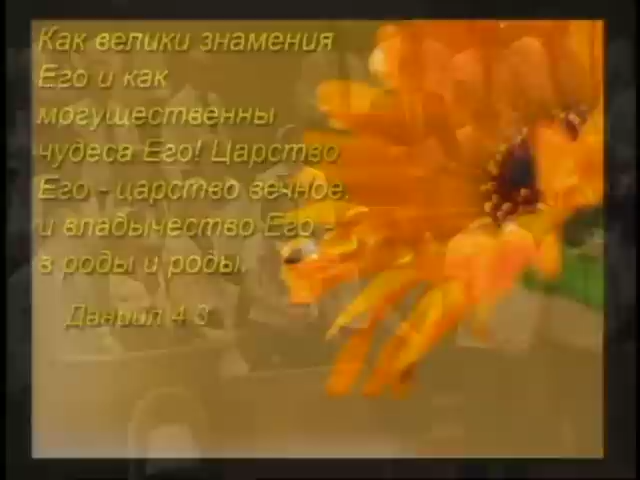 Как велики знамения
Его и как
могущественны
чудеса Его! Царство
Его - царство вечное,
и владычество Его -
в роды и роды.
Даниил 4 3